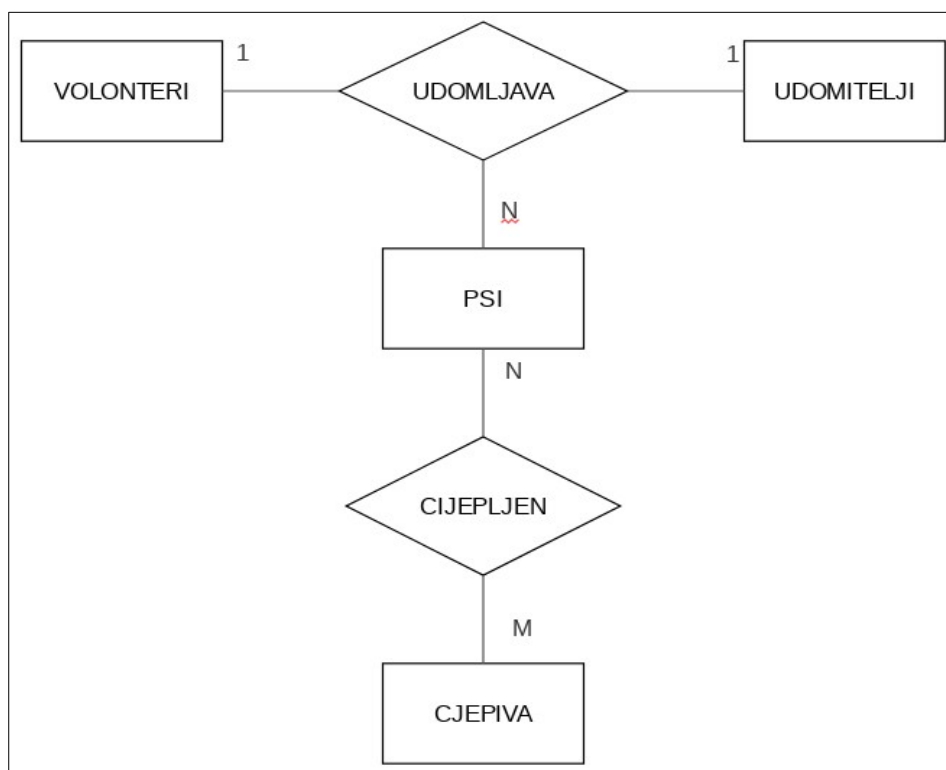 1
1
VOLONTERI
UDOMLJAVA
UDOMITELJI
N
PSI
N
CIJEPLJEN
M
CJEPIVA